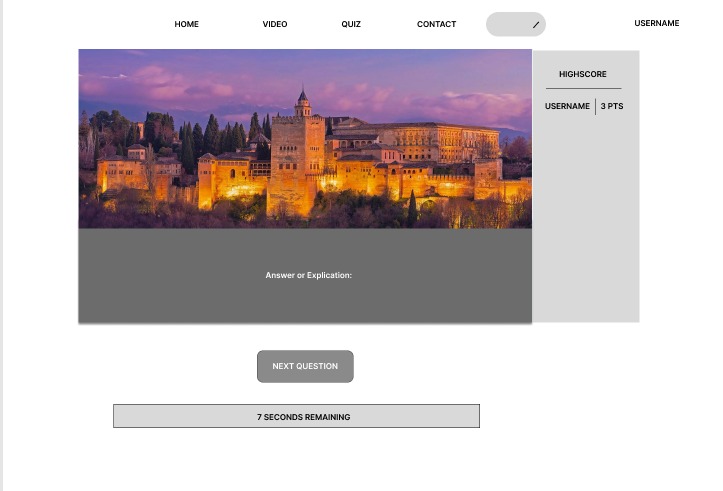 HOME VIDEO QUIZ CONTACT USERNAME
HIGHSCORE
USERNAME 3 PTS
Answer or Explication:
NEXT QUESTION
7 SECONDS REMAINING